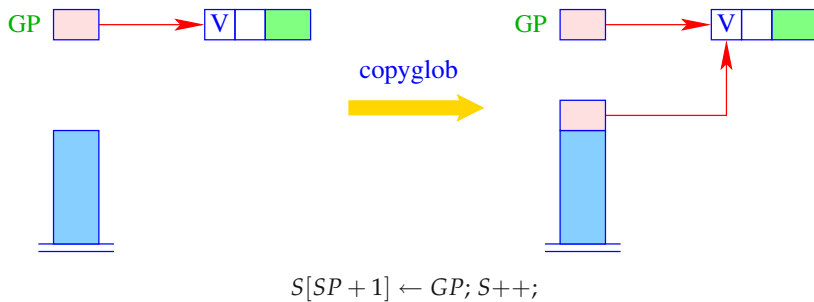 GP V GP V
copyglob
S[SP + 1] ← GP; S++;